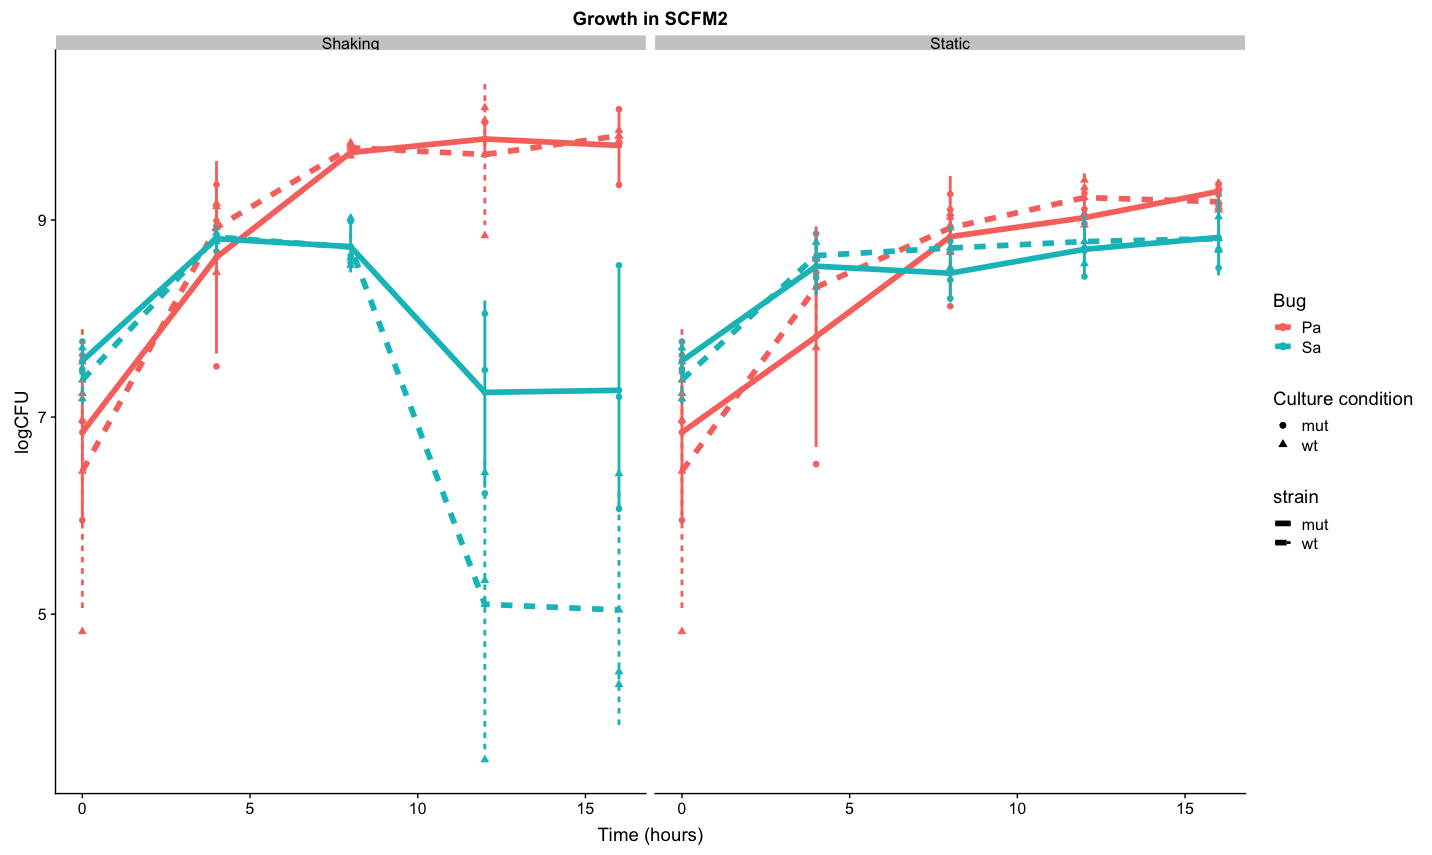 Growth in SCFM2
Shaking
Static
logCFU
9
7
5
0
5
10
15
0
5
10
15
Time (hours)
Bug
Pa
Sa
Culture condition
mut
wt
strain
mut
wt